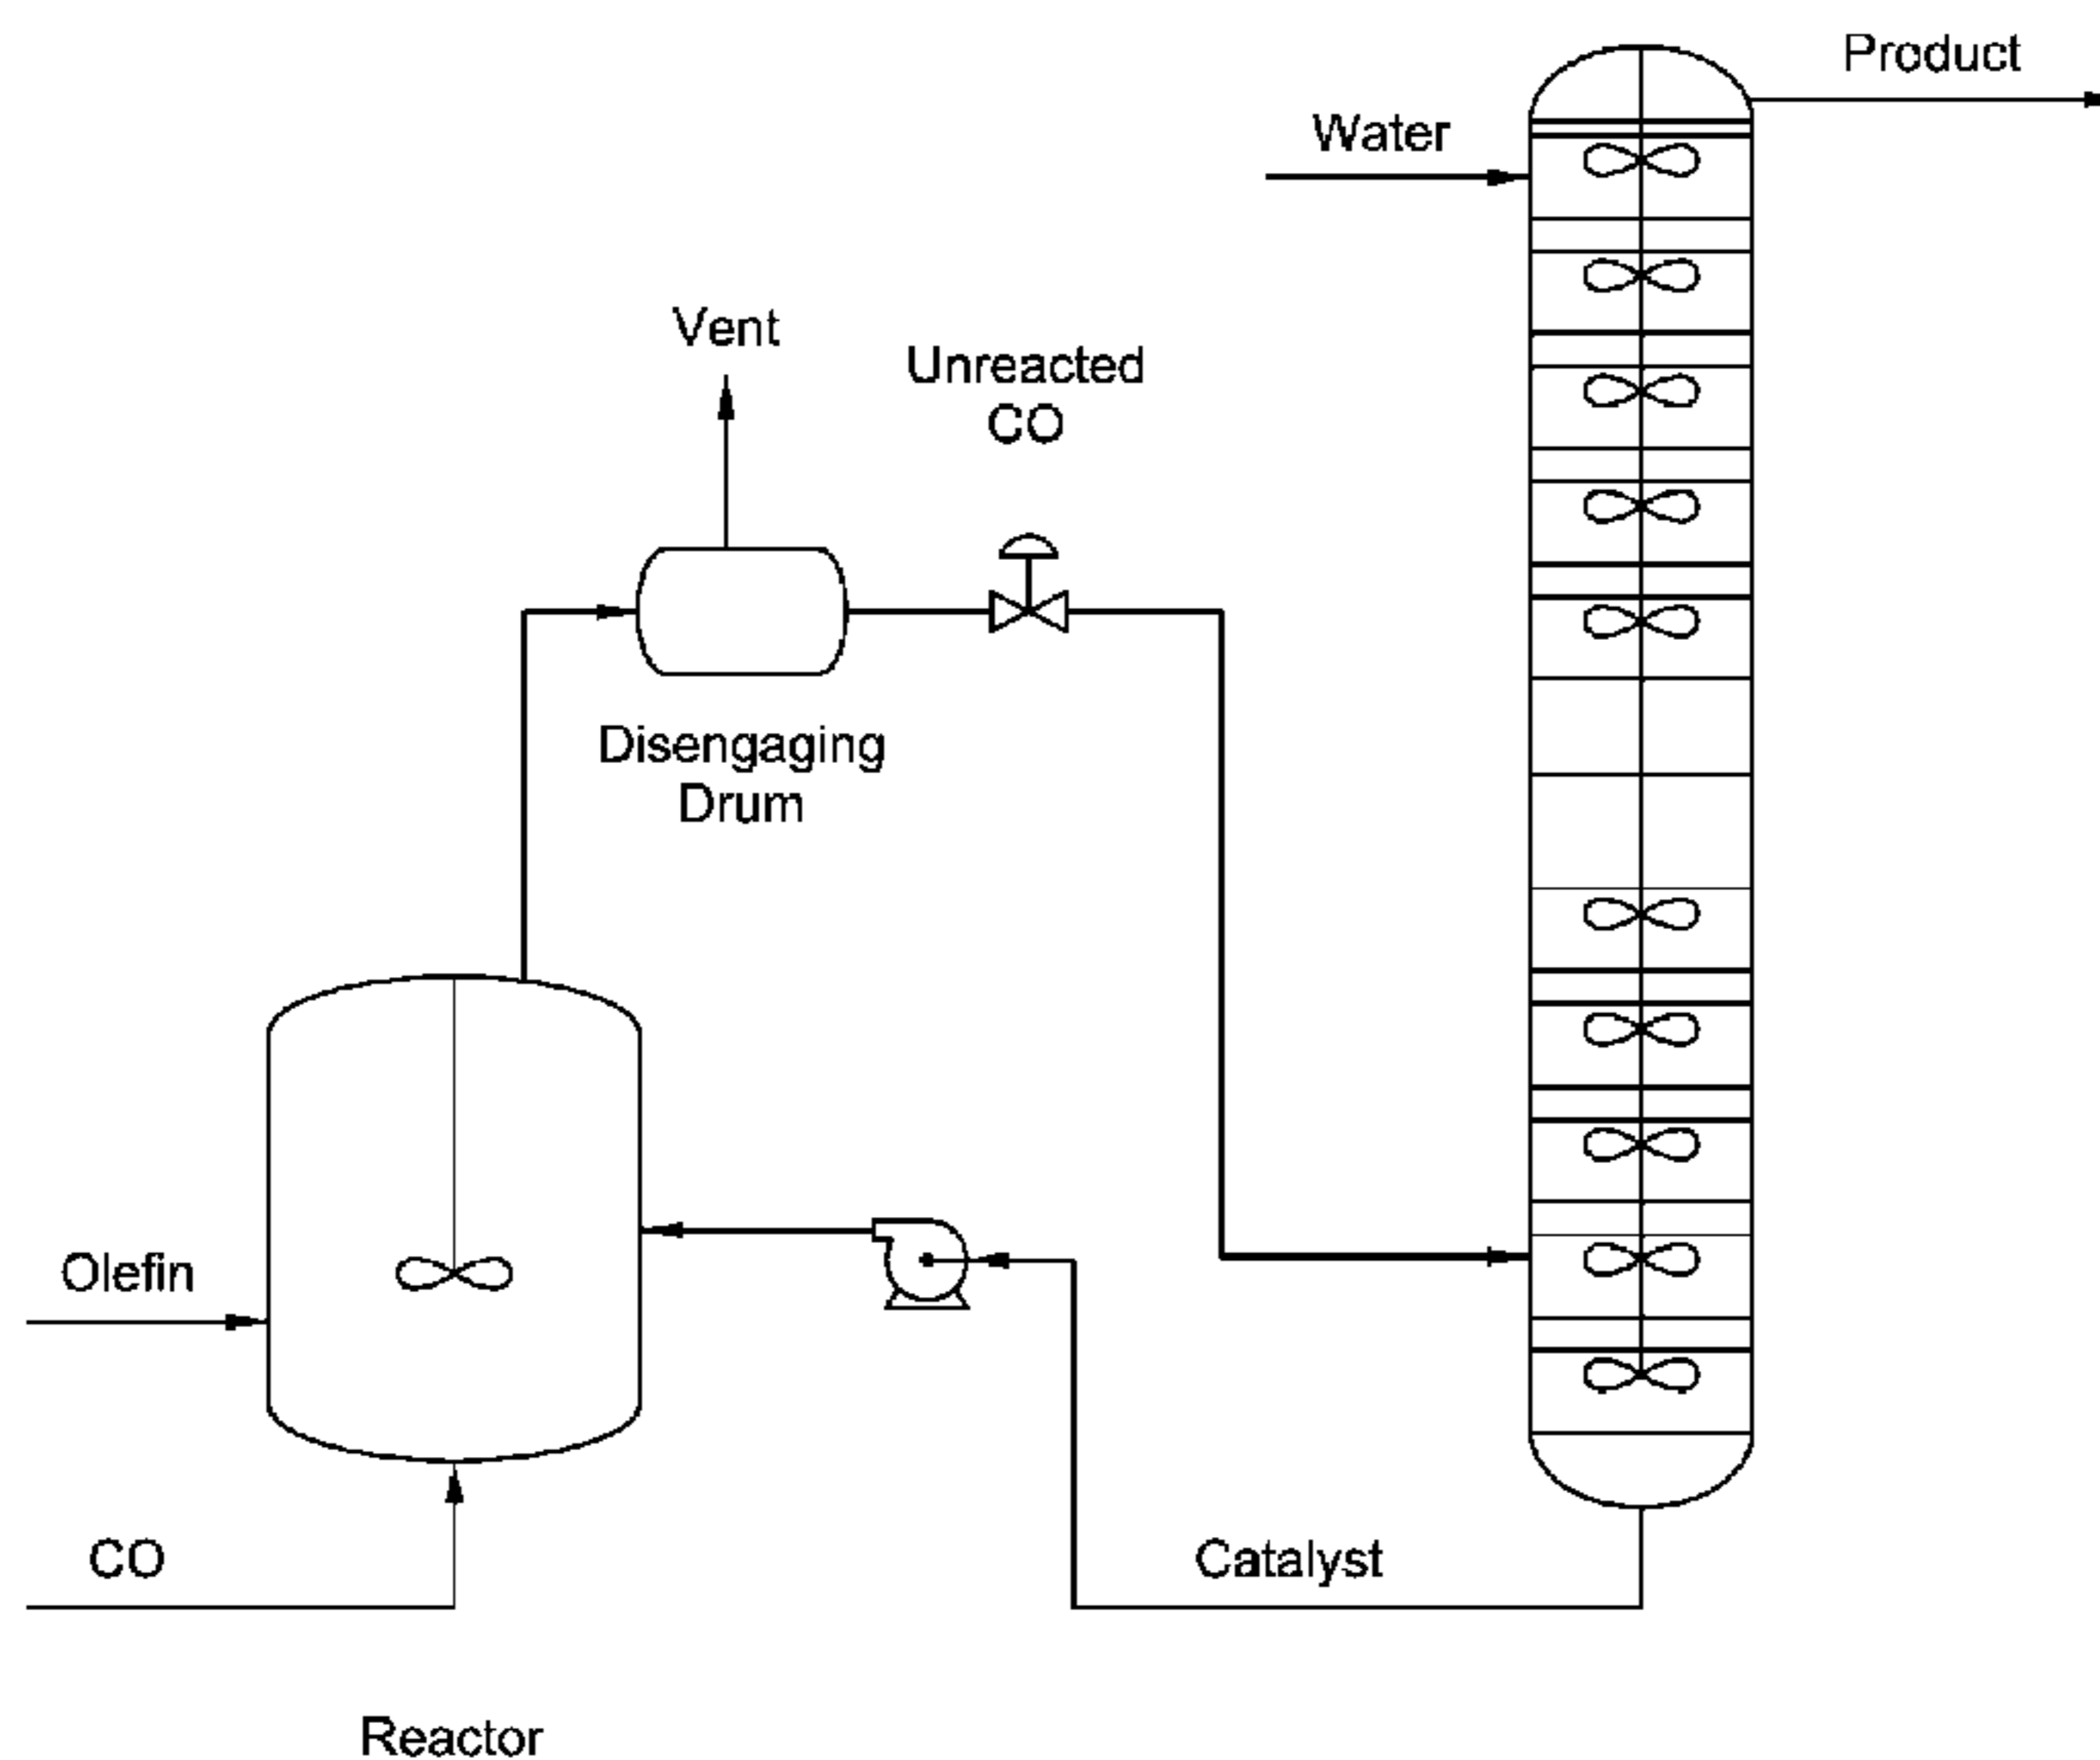 Product
Water
Vent
Unreacted
CO
Disengaging
Drum
Olefin
CO
Catalyst
Reactor